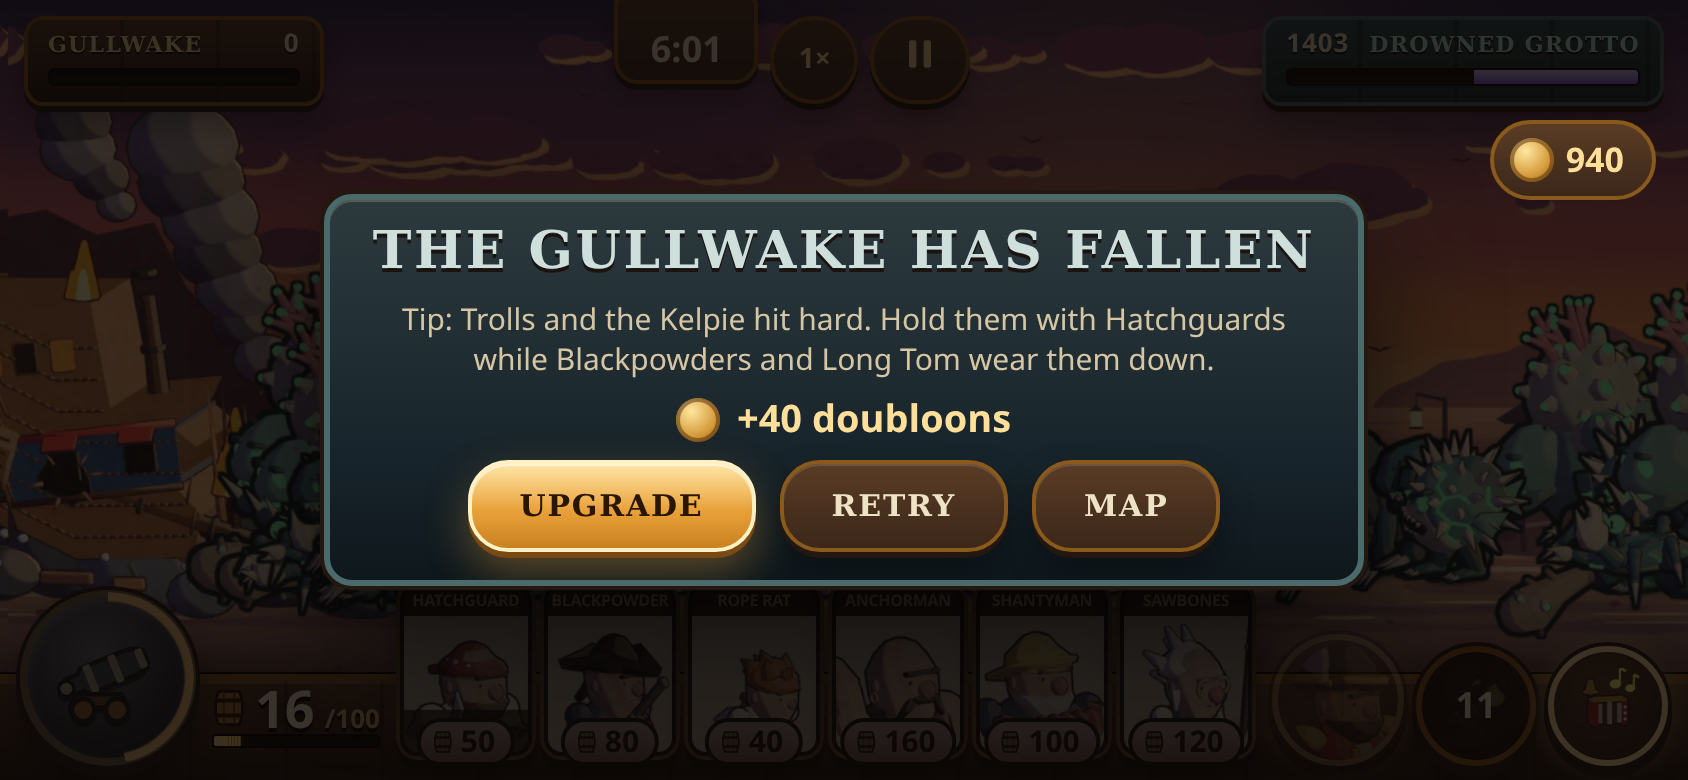 GULLWAKE 0
6:01
1×
1403 DROWNED GROTTO
940
THE GULLWAKE HAS FALLEN
Tip: Trolls and the Kelpie hit hard. Hold them with Hatchguards
while Blackpowders and Long Tom wear them down.
+40 doubloons
UPGRADE RETRY MAP
HATCHGUARD BLACKPOWDER ROPE RAT ANCHORMAN SHANTYMAN SAWBONES
16 /100
50 80 40 160 100 120
11